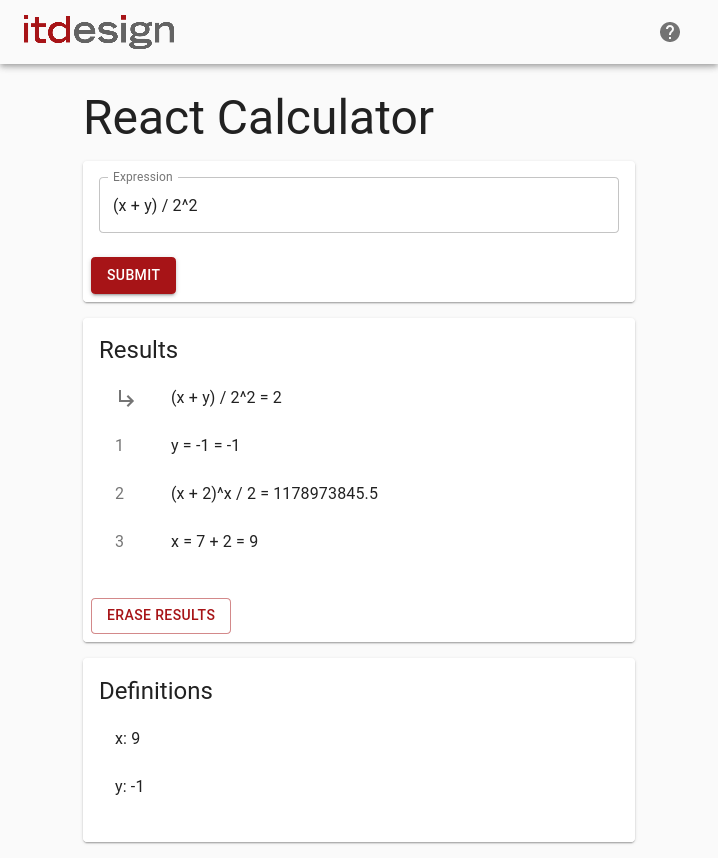 itdesign
React Calculator
Expression
(x + y) / 2^2
SUBMIT
Results
(x + y) / 2^2 = 2
1 y = -1 = -1
2 (x + 2)^x / 2 = 1178973845.5
3 x = 7 + 2 = 9
ERASE RESULTS
Definitions
x: 9
y: -1